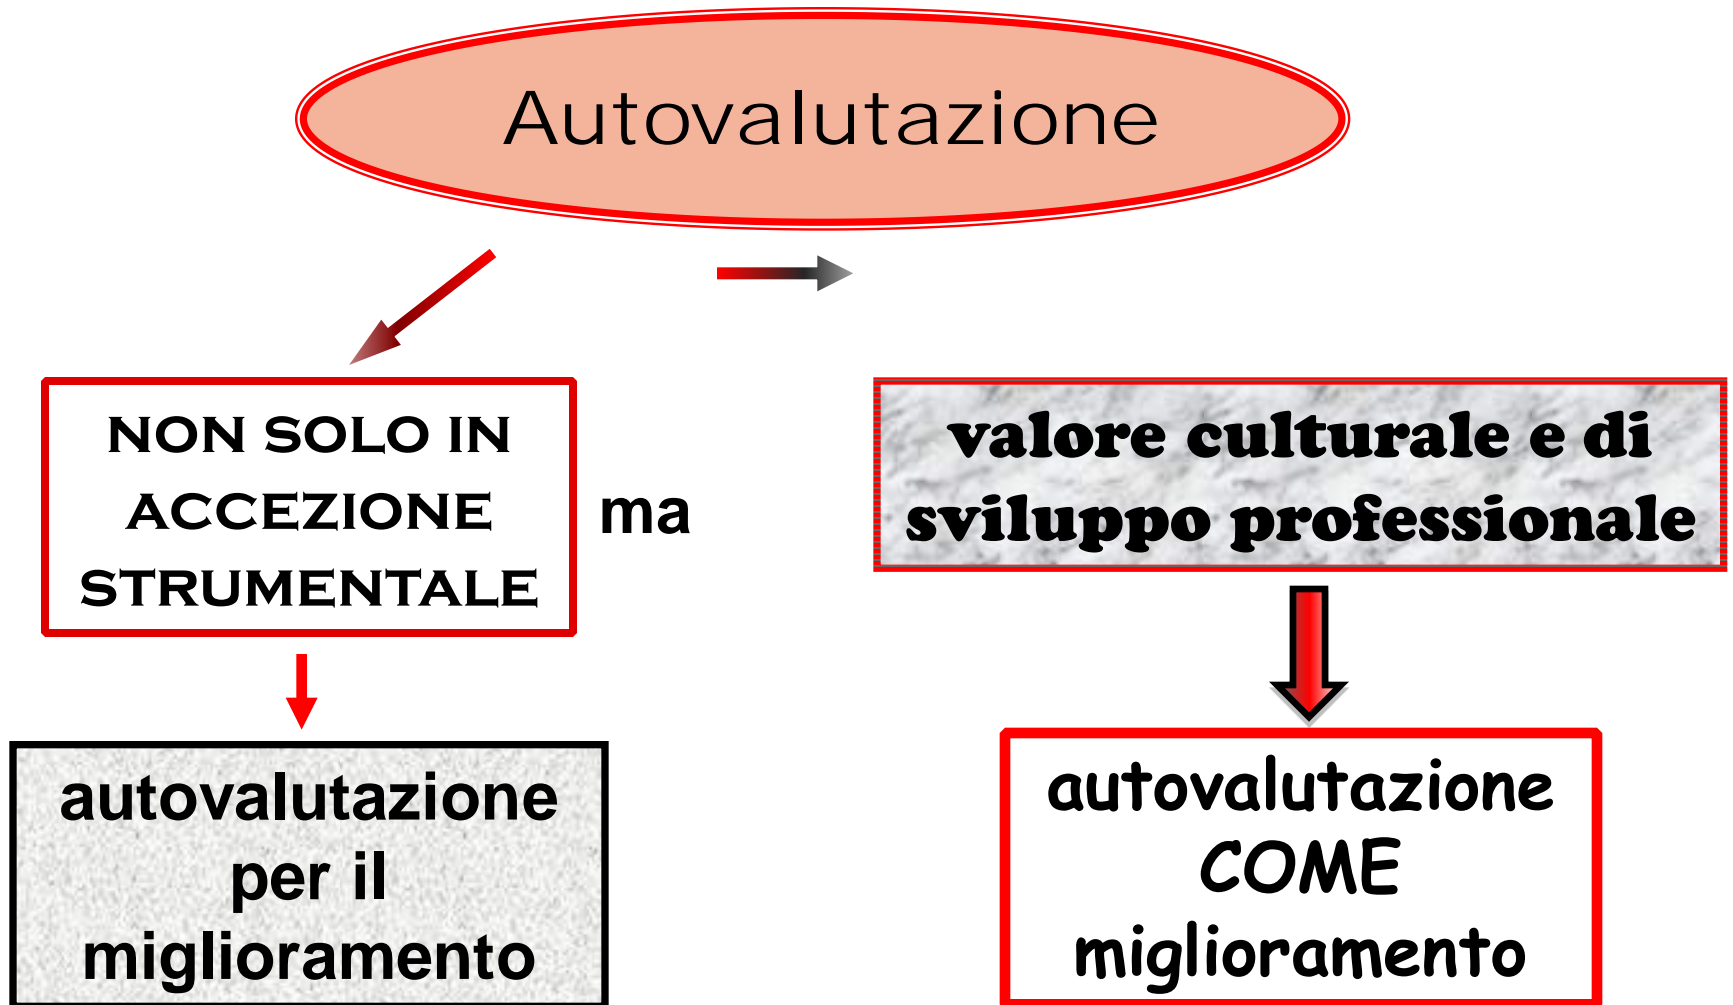 Autovalutazione
NON SOLO IN
ACCEZIONE
STRUMENTALE
ma
valore culturale e di
sviluppo professionale
autovalutazione
per il
miglioramento
autovalutazione
COME
miglioramento